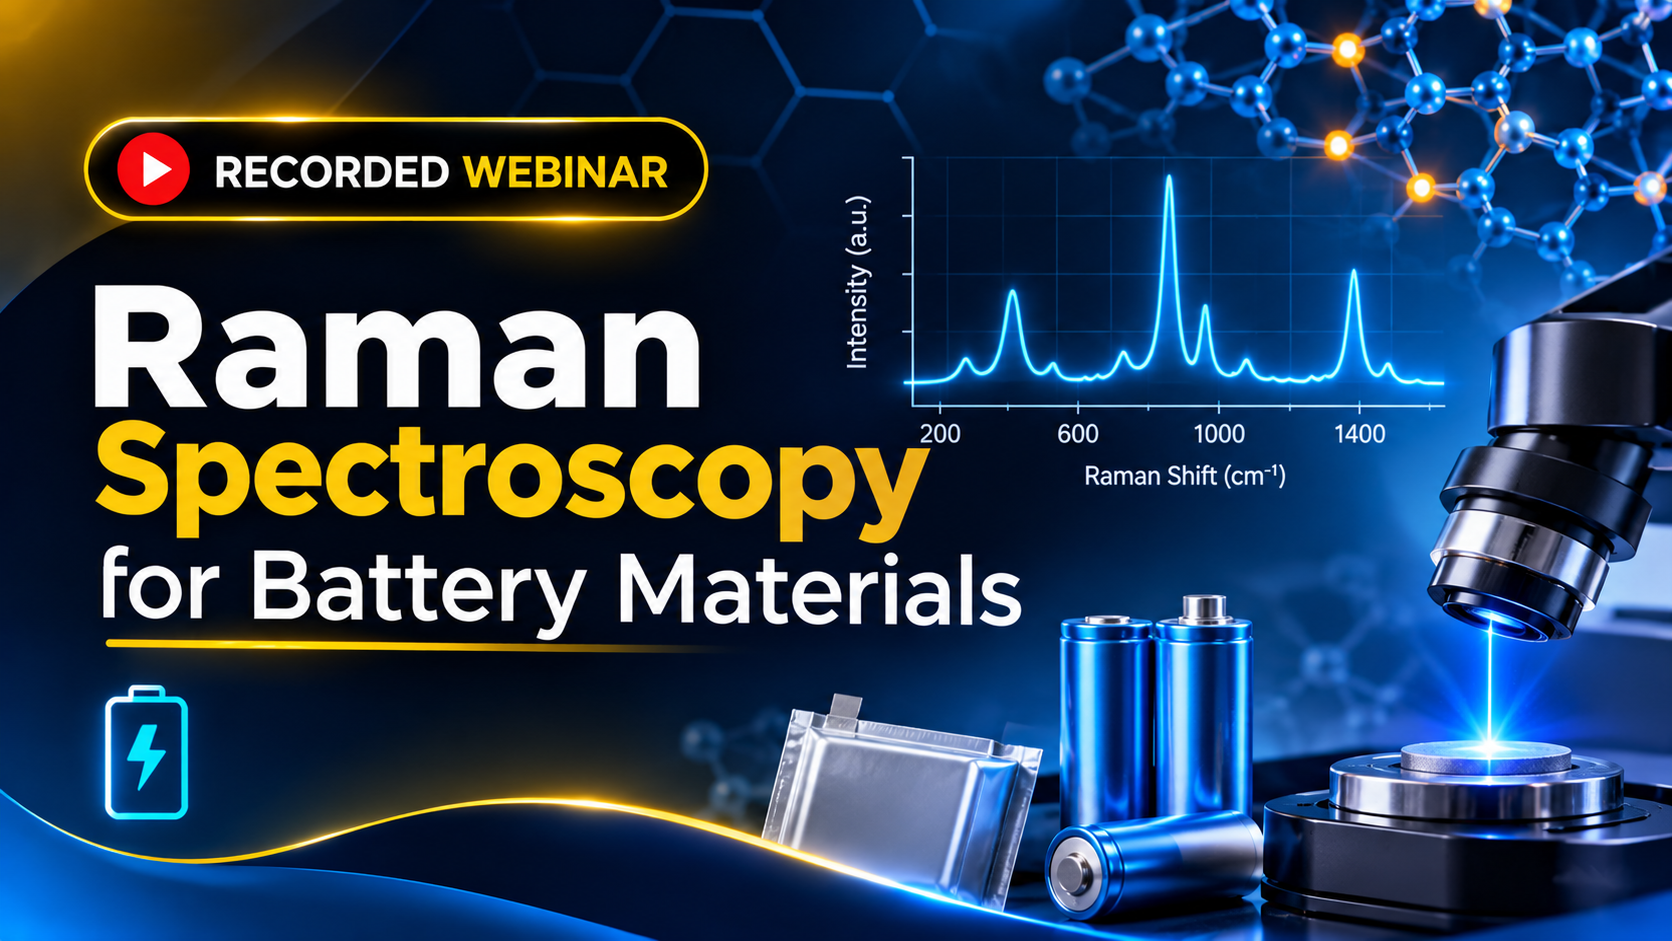 RECORDED WEBINAR
Raman
Spectroscopy
for Battery Materials
Intensity (a.u.)
200 600 1000 1400
Raman Shift (cm⁻¹)